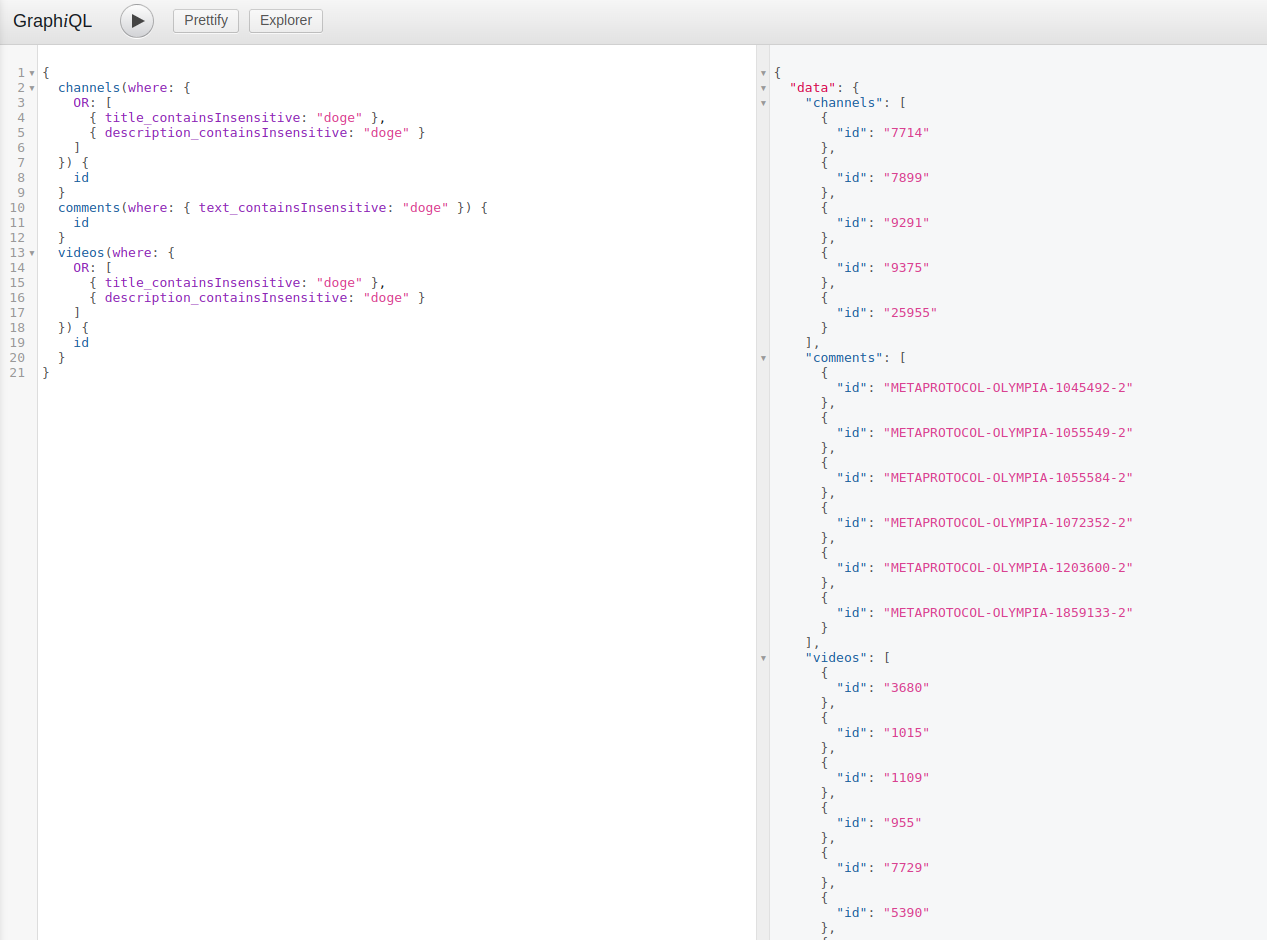 GraphiQL
Prettify
Explorer
1 {
2   channels(where: {
3     OR: [
4       { title_containsInsensitive: "doge" },
5       { description_containsInsensitive: "doge" }
6     ]
7   }) {
8     id
9   }
10   comments(where: { text_containsInsensitive: "doge" }) {
11     id
12   }
13   videos(where: {
14     OR: [
15       { title_containsInsensitive: "doge" },
16       { description_containsInsensitive: "doge" }
17     ]
18   }) {
19     id
20   }
21 }
{
  "data": {
    "channels": [
      {
        "id": "7714"
      },
      {
        "id": "7899"
      },
      {
        "id": "9291"
      },
      {
        "id": "9375"
      },
      {
        "id": "25955"
      }
    ],
    "comments": [
      {
        "id": "METAPROTOCOL-OLYMPIA-1045492-2"
      },
      {
        "id": "METAPROTOCOL-OLYMPIA-1055549-2"
      },
      {
        "id": "METAPROTOCOL-OLYMPIA-1055584-2"
      },
      {
        "id": "METAPROTOCOL-OLYMPIA-1072352-2"
      },
      {
        "id": "METAPROTOCOL-OLYMPIA-1203600-2"
      },
      {
        "id": "METAPROTOCOL-OLYMPIA-1859133-2"
      }
    ],
    "videos": [
      {
        "id": "3680"
      },
      {
        "id": "1015"
      },
      {
        "id": "1109"
      },
      {
        "id": "955"
      },
      {
        "id": "7729"
      },
      {
        "id": "5390"
      },
      {